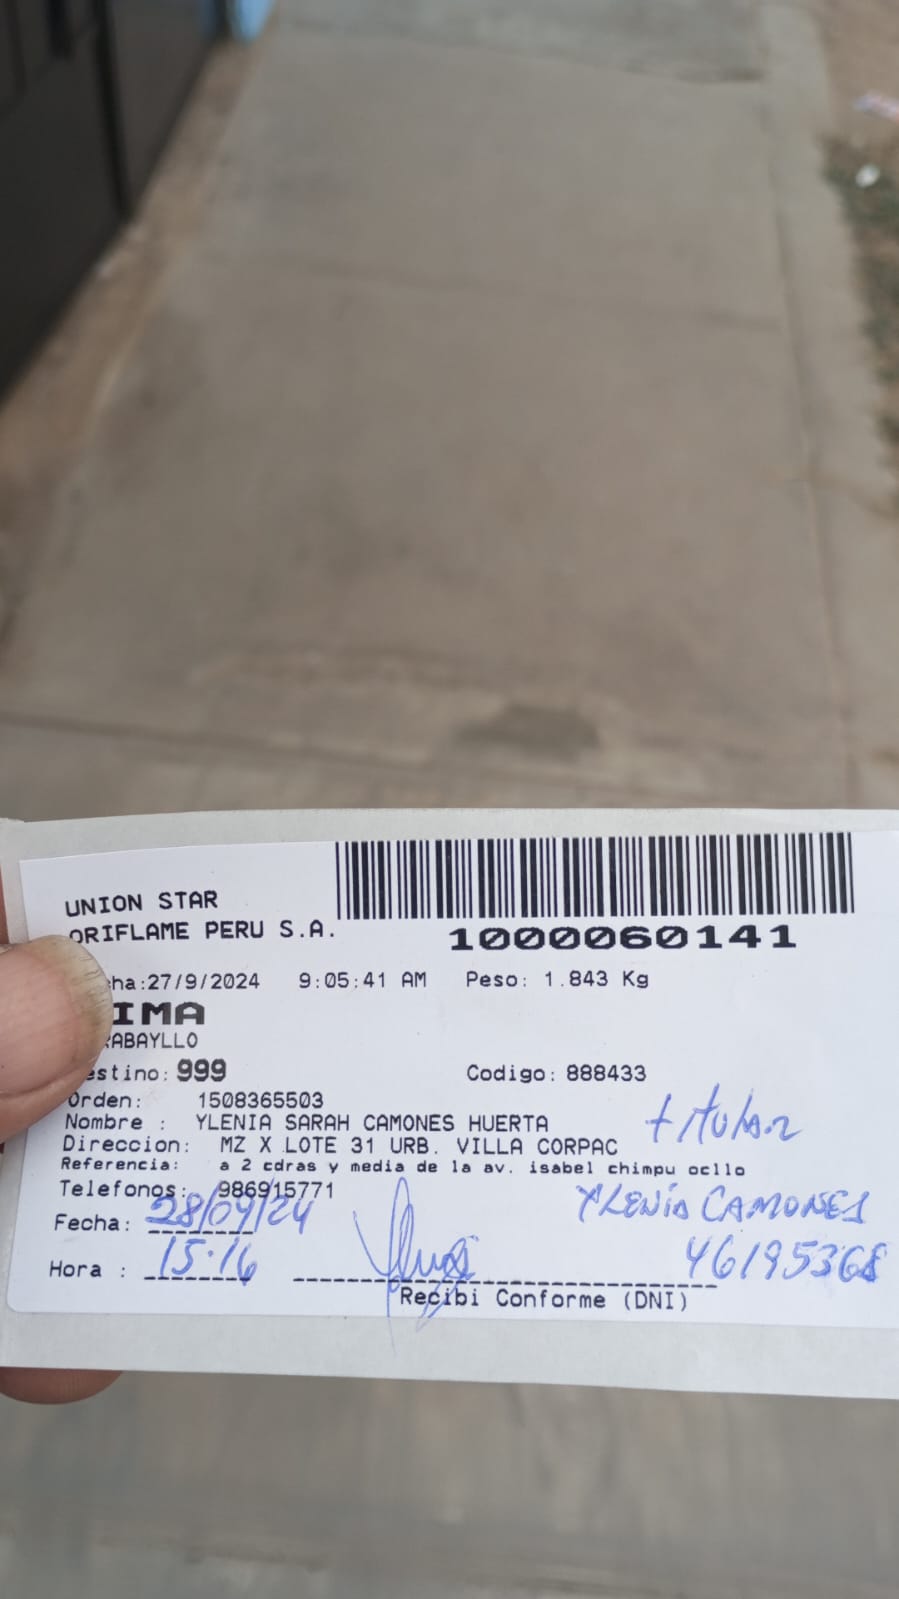 UNION STAR
ORIFLAME PERU S.A.
1000060141
cha:27/9/2024 9:05:41 AM Peso: 1.843 Kg
IMA
RABAYLLO
estino: 999 Codigo: 888433
Orden: 1508365503
Nombre : YLENIA SARAH CAMONES HUERTA titular
Direccion: MZ X LOTE 31 URB. VILLA CORPAC
Referencia: a 2 cdras y media de la av. isabel chimpu ocllo
Telefonos: 986915771
YLENIA CAMONES
Fecha: 28/09/24
46195368
Hora : 15:16
Recibi Conforme (DNI)